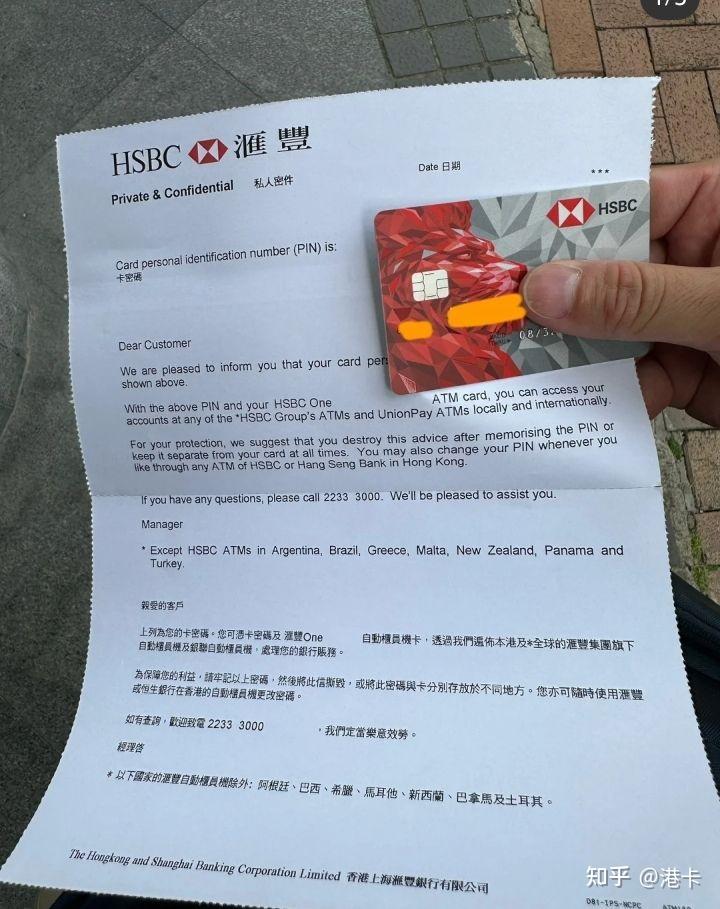 HSBC 滙豐
Private & Confidential 私人密件
Date 日期
***
HSBC
Card personal identification number (PIN) is:
卡密碼
08/3
Dear Customer
We are pleased to inform you that your card per
shown above.
With the above PIN and your HSBC One ATM card, you can access your
accounts at any of the *HSBC Group's ATMs and UnionPay ATMs locally and internationally.
For your protection, we suggest that you destroy this advice after memorising the PIN or
keep it separate from your card at all times. You may also change your PIN whenever you
like through any ATM of HSBC or Hang Seng Bank in Hong Kong.
If you have any questions, please call 2233 3000. We'll be pleased to assist you.
Manager
* Except HSBC ATMs in Argentina, Brazil, Greece, Malta, New Zealand, Panama and
Turkey.
親愛的客戶
上列為您的卡密碼。您可憑卡密碼及 滙豐One 自動櫃員機卡，透過我們遍佈本港及*全球的滙豐集團旗下
自動櫃員機及銀聯自動櫃員機，處理您的銀行賬務。
為保障您的利益，請牢記以上密碼，然後將此信撕毀，或將此密碼與卡分別存放於不同地方。您亦可隨時使用滙豐
或恒生銀行在香港的自動櫃員機更改密碼。
如有查詢，歡迎致電 2233 3000 ，我們定當樂意效勞。
經理啓
* 以下國家的滙豐自動櫃員機除外：阿根廷、巴西、希臘、馬耳他、新西蘭、巴拿馬及土耳其。
The Hongkong and Shanghai Banking Corporation Limited 香港上海滙豐銀行有限公司
知乎 @港卡
081-IPS-NCPC